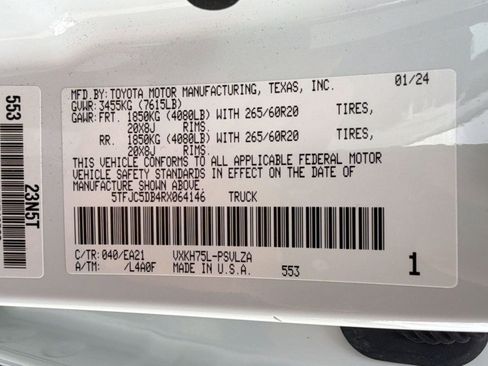 MFD.BY: TOYOTA MOTOR MANUFACTURING, TEXAS, INC. 01/24
GVWR: 3455KG (7615LB)
GAWR: FRT. 1850KG (4080LB) WITH 265/60R20 TIRES,
20X8J RIMS.
RR. 1850KG (4080LB) WITH 265/60R20 TIRES,
20X8J RIMS.
THIS VEHICLE CONFORMS TO ALL APPLICABLE FEDERAL MOTOR
VEHICLE SAFETY STANDARDS IN EFFECT ON THE DATE OF
MANUFACTURE SHOWN ABOVE.
5TFJC5DB4RX064146 TRUCK
C/TR: 040/EA21 VXKH75L-PSVLZA
A/TM: /L4A0F MADE IN U.S.A. 553 1
553
23N5T